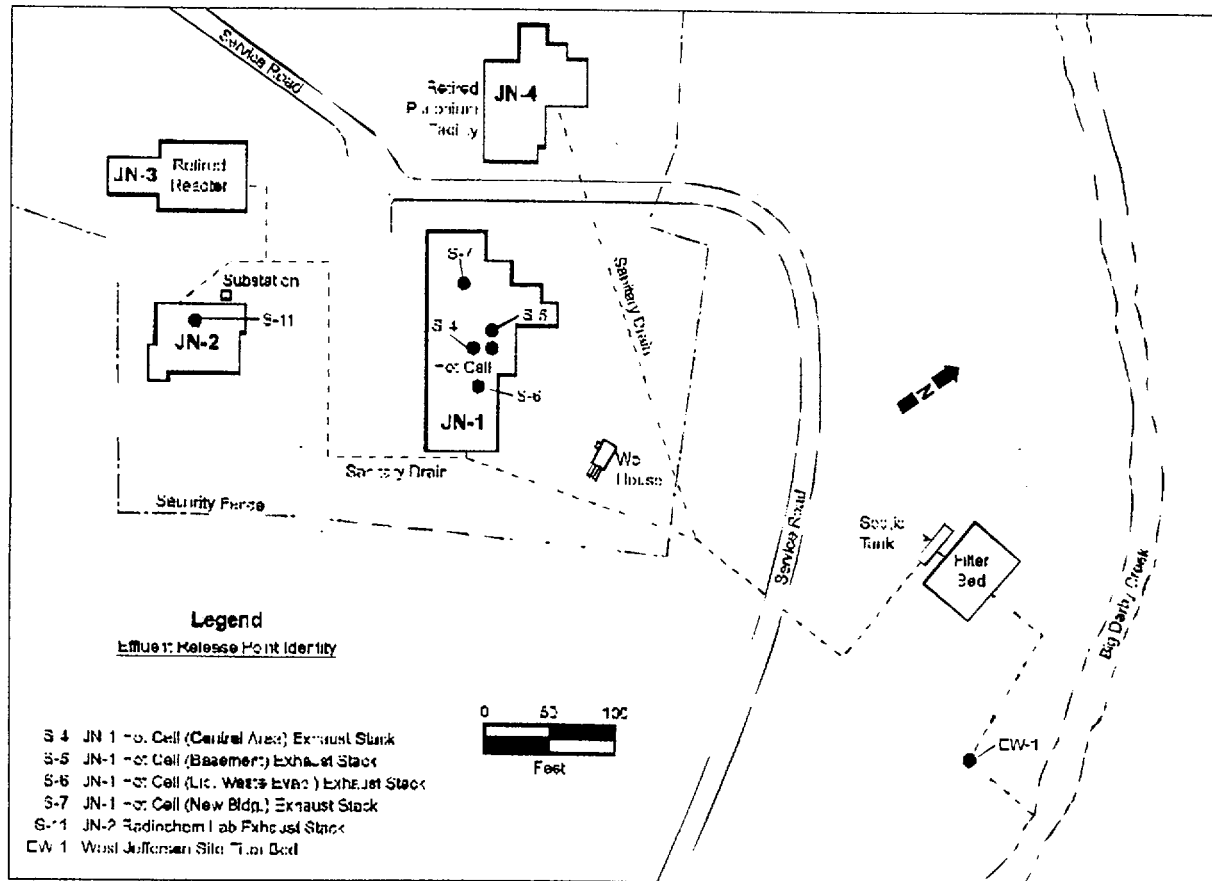 Service Road
Retired
Plutonium
Facility
JN-4
JN-3
Retired
Reactor
S-7
Sanitary Drain
Substation
S-11
JN-2
S-4
S-5
Hot Cell
S-6
JN-1
N
Sanitary Drain
House
Security Fence
Service Road
Septic
Tank
Filter
Bed
Big Darby Creek
Legend
Effluent Release Point Identity
0 50 100
Feet
EW-1
S-4 JN-1 Hot Cell (Central Area) Exhaust Stack
S-5 JN-1 Hot Cell (Basement) Exhaust Stack
S-6 JN-1 Hot Cell (Liq. Waste Evap.) Exhaust Stack
S-7 JN-1 Hot Cell (New Bldg.) Exhaust Stack
S-11 JN-2 Radiochem Lab Exhaust Stack
EW-1 West Jefferson Site Filter Bed